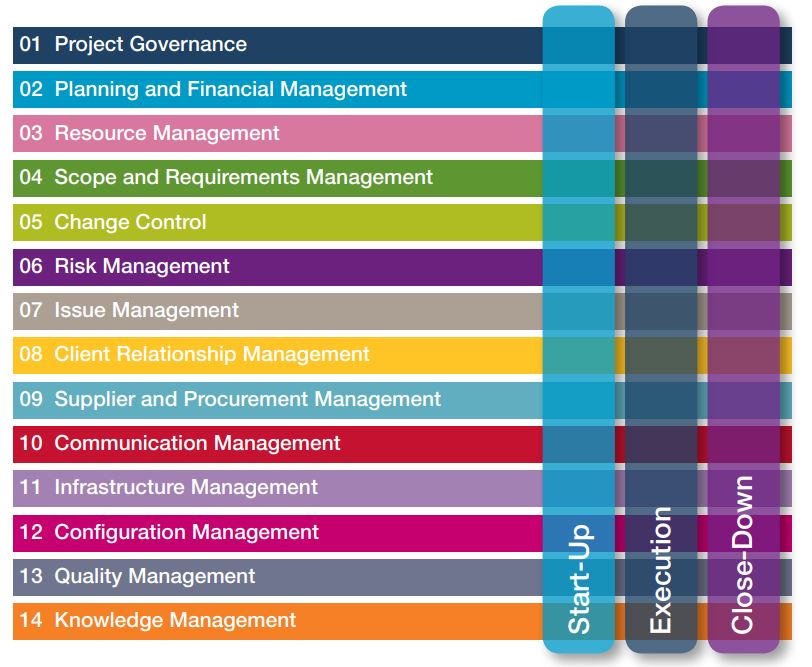 01 Project Governance
02 Planning and Financial Management
03 Resource Management
04 Scope and Requirements Management
05 Change Control
06 Risk Management
07 Issue Management
08 Client Relationship Management
09 Supplier and Procurement Management
10 Communication Management
11 Infrastructure Management
12 Configuration Management
13 Quality Management
14 Knowledge Management
Start-Up
Execution
Close-Down